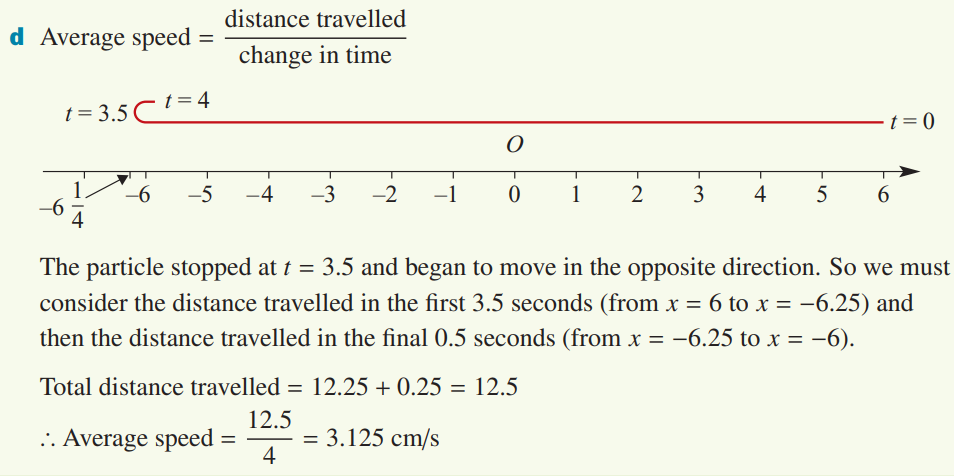 d Average speed = distance travelled / change in time
t = 3.5 t = 4 t = 0
O
−6 1/4 −6 −5 −4 −3 −2 −1 0 1 2 3 4 5 6
The particle stopped at t = 3.5 and began to move in the opposite direction. So we must
consider the distance travelled in the first 3.5 seconds (from x = 6 to x = −6.25) and
then the distance travelled in the final 0.5 seconds (from x = −6.25 to x = −6).
Total distance travelled = 12.25 + 0.25 = 12.5
∴ Average speed = 12.5 / 4 = 3.125 cm/s